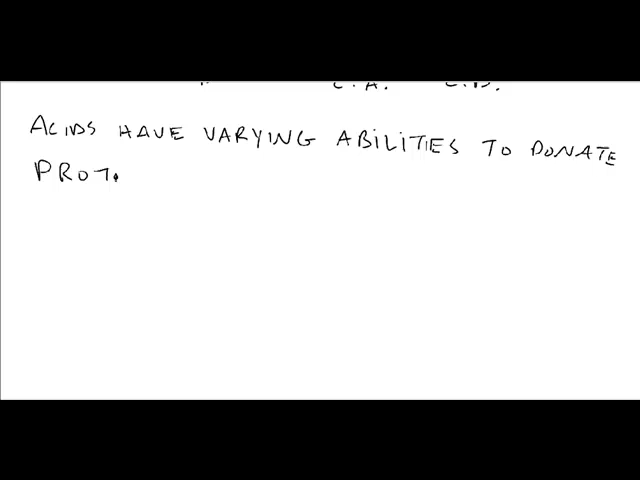 C.A. C.B.
ACIDS HAVE VARYING ABILITIES TO DONATE
PROT